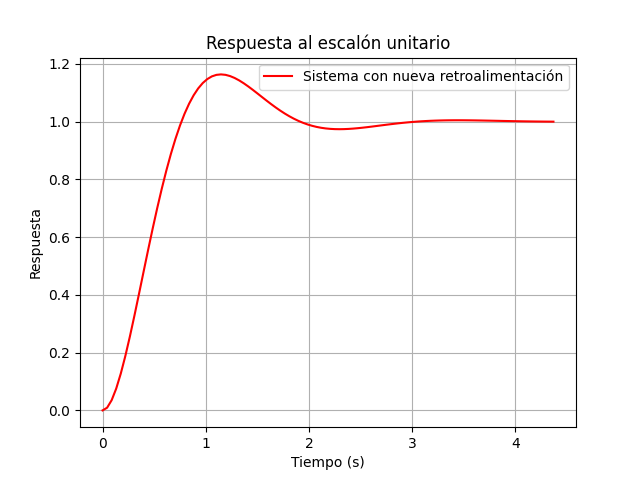 Respuesta al escalón unitario
Sistema con nueva retroalimentación
Respuesta
1.2
1.0
0.8
0.6
0.4
0.2
0.0
0 1 2 3 4
Tiempo (s)